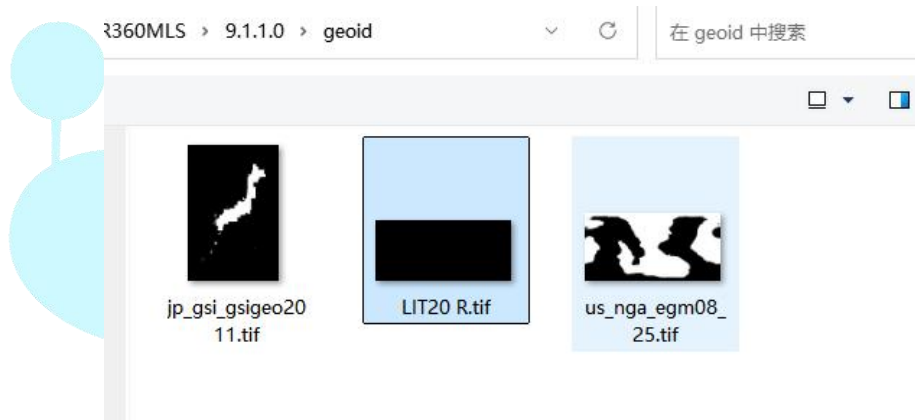 R360MLS › 9.1.1.0 › geoid
在 geoid 中搜索
jp_gsi_gsigeo20
11.tif
LIT20 R.tif
us_nga_egm08_
25.tif